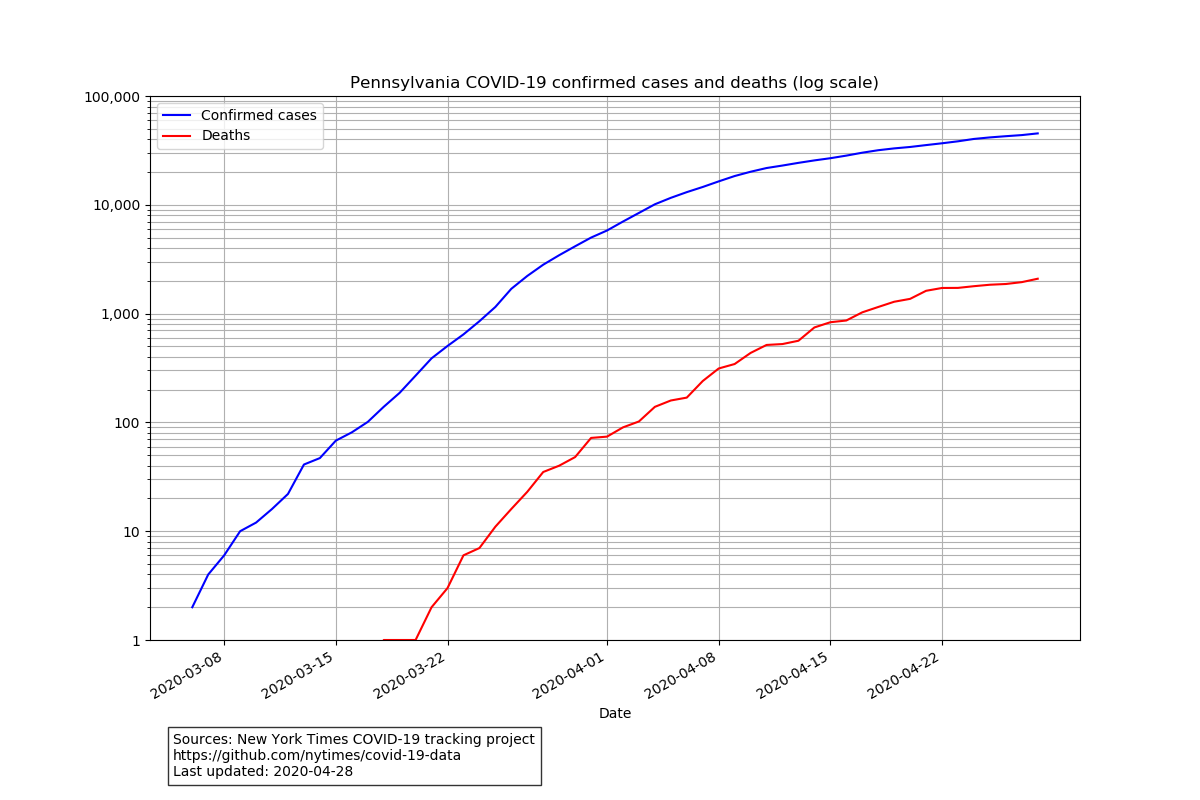 Pennsylvania COVID-19 confirmed cases and deaths (log scale)
100,000
10,000
1,000
100
10
1
Confirmed cases
Deaths
2020-03-08
2020-03-15
2020-03-22
2020-04-01
2020-04-08
2020-04-15
2020-04-22
Date
Sources: New York Times COVID-19 tracking project
https://github.com/nytimes/covid-19-data
Last updated: 2020-04-28